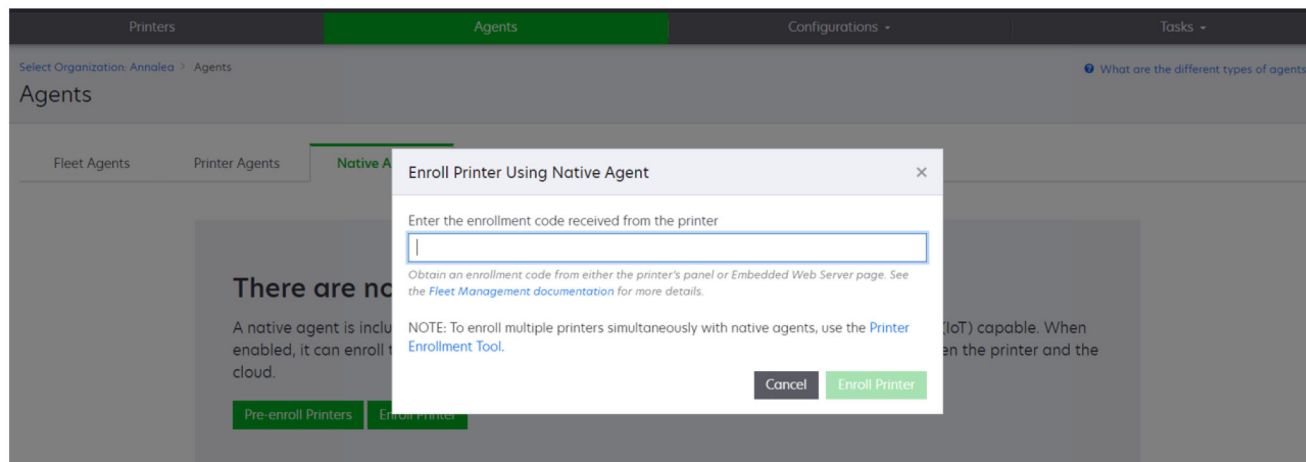 Printers Agents Configurations Tasks
Select Organization: Annalea > Agents
What are the different types of agents
Agents
Fleet Agents Printer Agents Native A
Enroll Printer Using Native Agent
Enter the enrollment code received from the printer
Obtain an enrollment code from either the printer's panel or Embedded Web Server page. See
the Fleet Management documentation for more details.
NOTE: To enroll multiple printers simultaneously with native agents, use the Printer
Enrollment Tool.
Cancel Enroll Printer
There are no
A native agent is inclu (IoT) capable. When
enabled, it can enroll t en the printer and the
cloud.
Pre-enroll Printers Enroll Printer